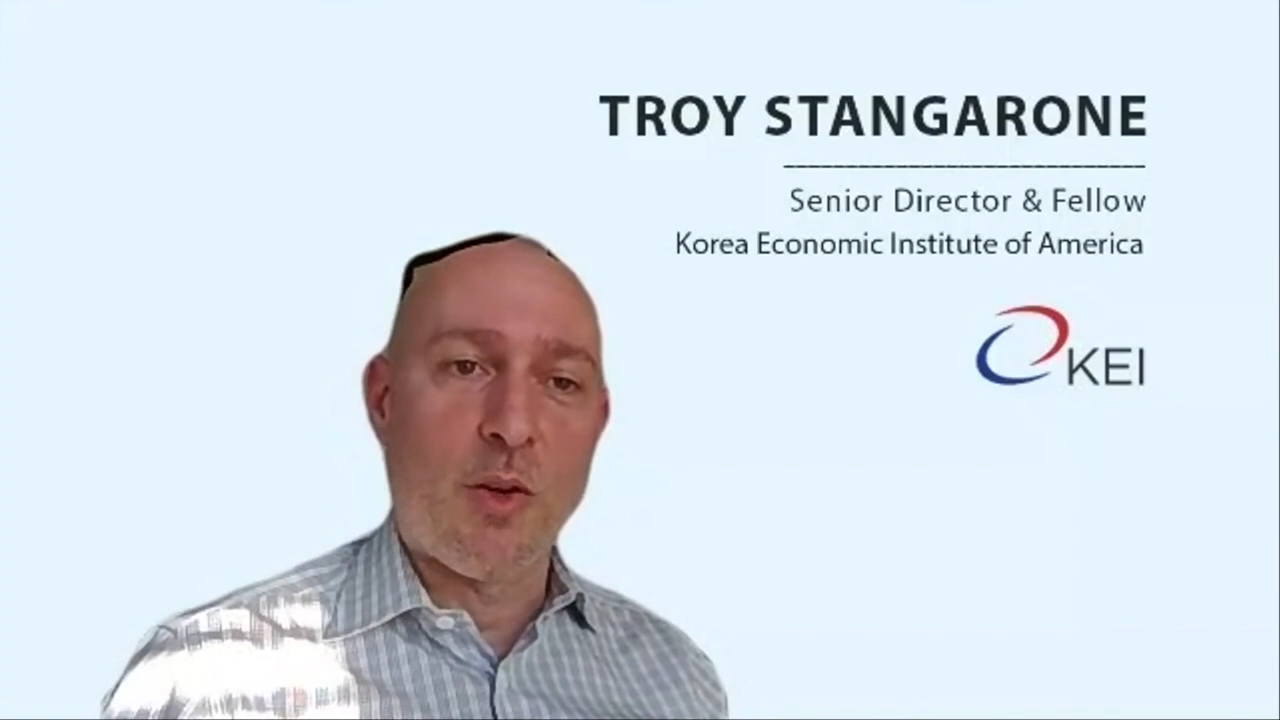 TROY STANGARONE
Senior Director & Fellow
Korea Economic Institute of America
KEI